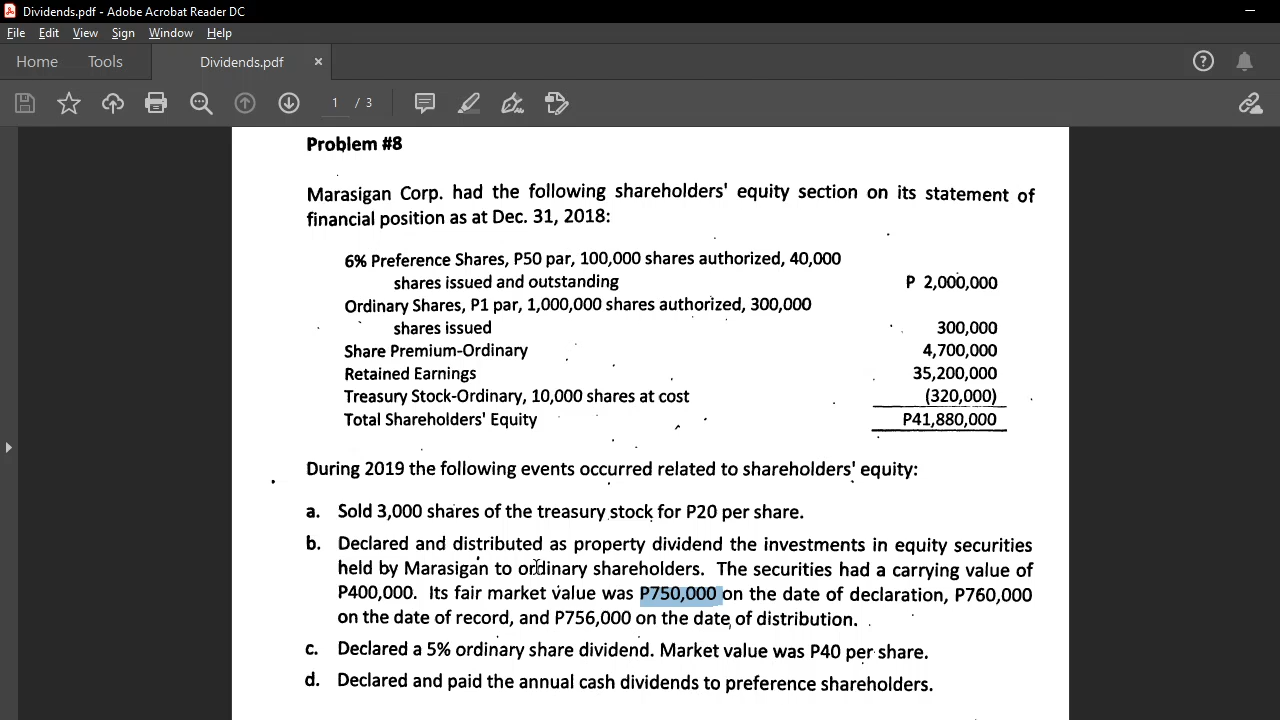 Dividends.pdf - Adobe Acrobat Reader DC
File Edit View Sign Window Help
Home Tools Dividends.pdf ×
1 / 3
Problem #8
Marasigan Corp. had the following shareholders' equity section on its statement of
financial position as at Dec. 31, 2018:
6% Preference Shares, P50 par, 100,000 shares authorized, 40,000
shares issued and outstanding P 2,000,000
Ordinary Shares, P1 par, 1,000,000 shares authorized, 300,000
shares issued 300,000
Share Premium-Ordinary 4,700,000
Retained Earnings 35,200,000
Treasury Stock-Ordinary, 10,000 shares at cost (320,000)
Total Shareholders' Equity P41,880,000
During 2019 the following events occurred related to shareholders' equity:
a. Sold 3,000 shares of the treasury stock for P20 per share.
b. Declared and distributed as property dividend the investments in equity securities
held by Marasigan to ordinary shareholders. The securities had a carrying value of
P400,000. Its fair market value was P750,000 on the date of declaration, P760,000
on the date of record, and P756,000 on the date of distribution.
c. Declared a 5% ordinary share dividend. Market value was P40 per share.
d. Declared and paid the annual cash dividends to preference shareholders.